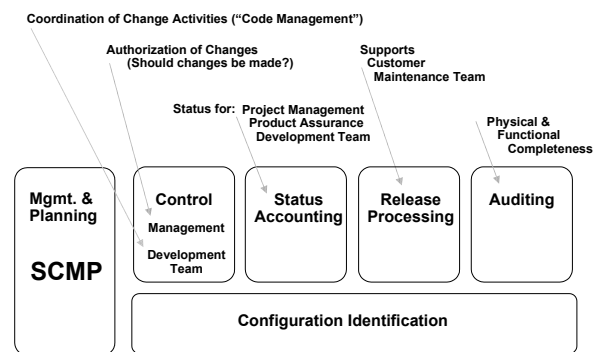 Coordination of Change Activities (“Code Management”)
Authorization of Changes
(Should changes be made?)
Supports
Customer
Maintenance Team
Status for: Project Management
Product Assurance
Development Team
Physical &
Functional
Completeness
Mgmt. &
Planning
SCMP
Control
Management
Development
Team
Status
Accounting
Release
Processing
Auditing
Configuration Identification